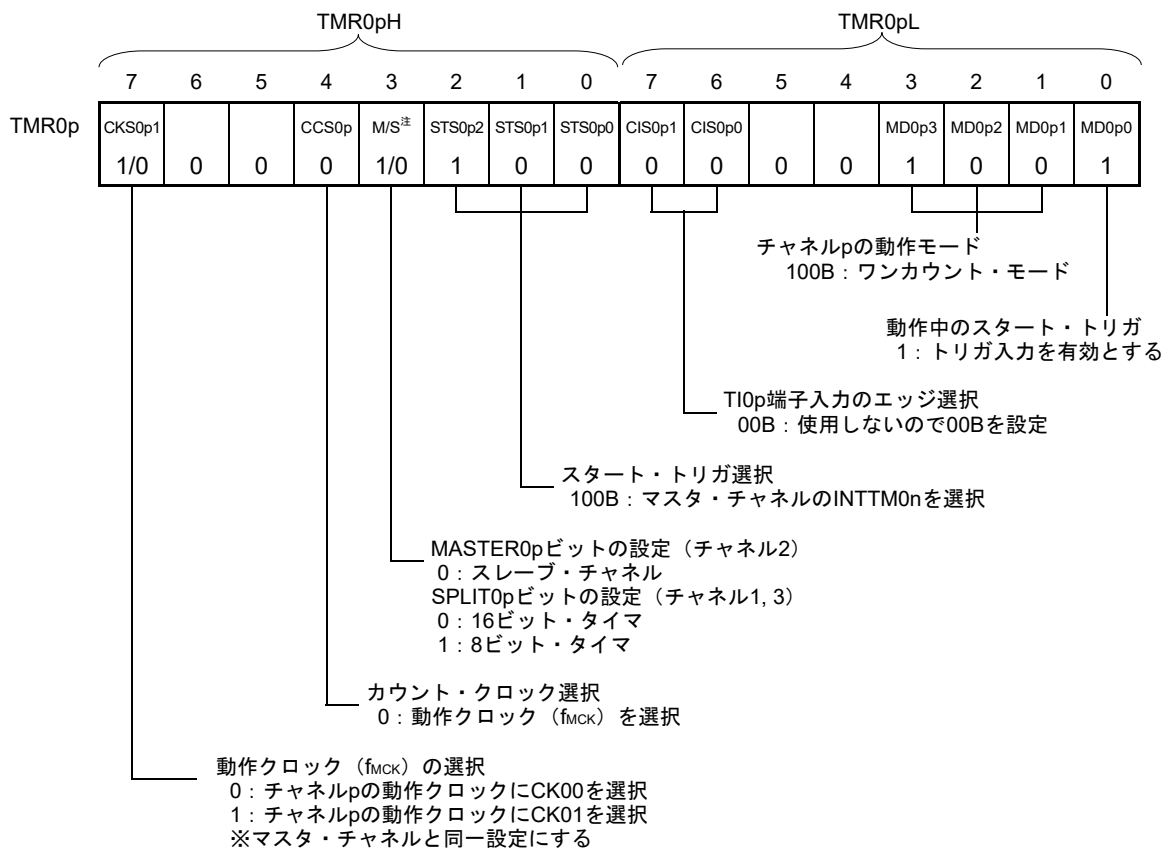 TMR0pH TMR0pL
7 6 5 4 3 2 1 0 7 6 5 4 3 2 1 0
TMR0p CKS0p1 CCS0p M/S注 STS0p2 STS0p1 STS0p0 CIS0p1 CIS0p0 MD0p3 MD0p2 MD0p1 MD0p0
1/0 0 0 0 1/0 1 0 0 0 0 0 0 1 0 0 1
チャネルpの動作モード
100B：ワンカウント・モード
動作中のスタート・トリガ
1：トリガ入力を有効とする
TI0p端子入力のエッジ選択
00B：使用しないので00Bを設定
スタート・トリガ選択
100B：マスタ・チャネルのINTTM0nを選択
MASTER0pビットの設定（チャネル2）
0：スレーブ・チャネル
SPLIT0pビットの設定（チャネル1, 3）
0：16ビット・タイマ
1：8ビット・タイマ
カウント・クロック選択
0：動作クロック（fMCK）を選択
動作クロック（fMCK）の選択
0：チャネルpの動作クロックにCK00を選択
1：チャネルpの動作クロックにCK01を選択
※マスタ・チャネルと同一設定にする